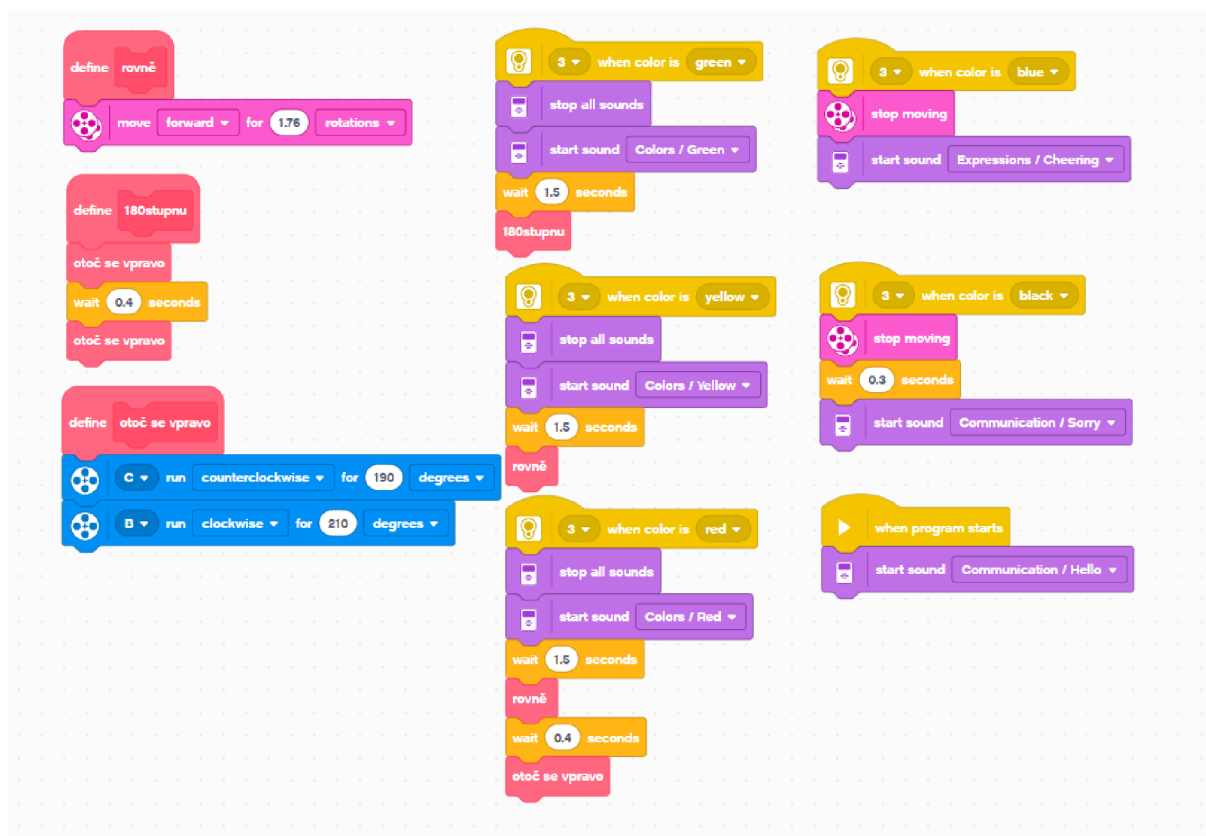 define rovně
move forward for 1.76 rotations
define 180stupnu
otoč se vpravo
wait 0.4 seconds
otoč se vpravo
define otoč se vpravo
C run counterclockwise for 190 degrees
B run clockwise for 210 degrees
3 when color is green
stop all sounds
start sound Colors / Green
wait 1.5 seconds
180stupnu
3 when color is yellow
stop all sounds
start sound Colors / Yellow
wait 1.5 seconds
rovně
3 when color is red
stop all sounds
start sound Colors / Red
wait 1.5 seconds
rovně
wait 0.4 seconds
otoč se vpravo
3 when color is blue
stop moving
start sound Expressions / Cheering
3 when color is black
stop moving
wait 0.3 seconds
start sound Communication / Sorry
when program starts
start sound Communication / Hello